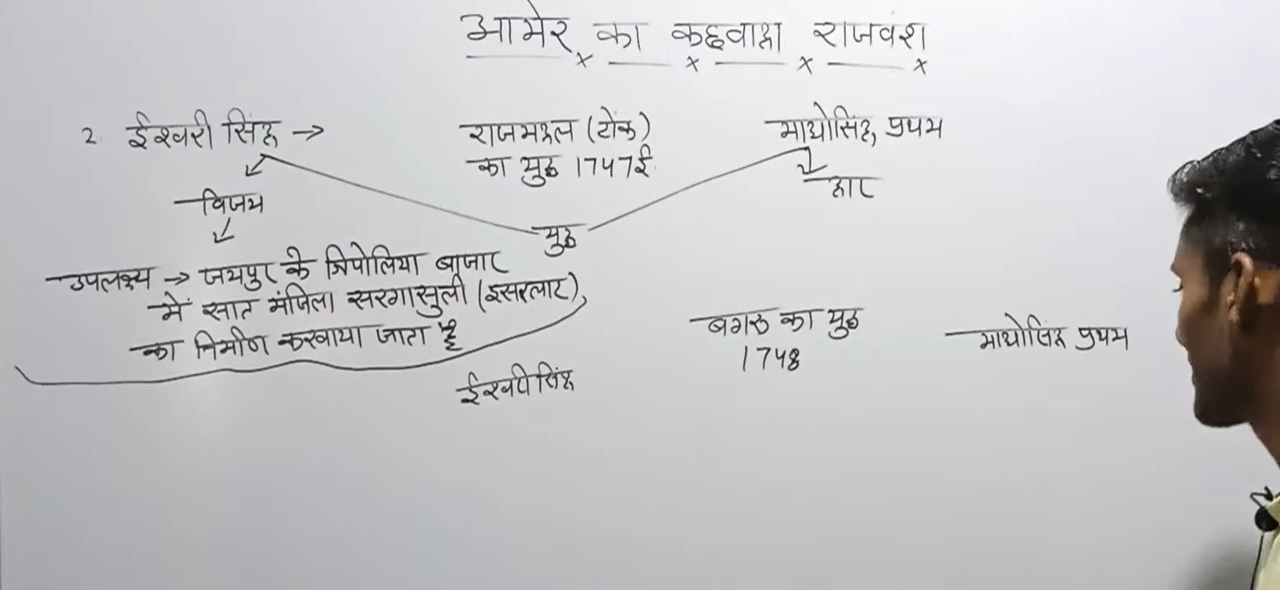 आमेर का कछवाहा राजवंश
2. ईश्वरी सिंह → राजमहल (टोंक) माधोसिंह प्रथम
का युद्ध 1747ई.
हार
विजय
युद्ध
उपलक्ष्य → जयपुर के त्रिपोलिया बाजार
में सात मंजिला सरगासुली (इसरलाट)
का निर्माण करवाया जाता है
बगरु का युद्ध माधोसिंह प्रथम
1748
ईश्वरीसिंह